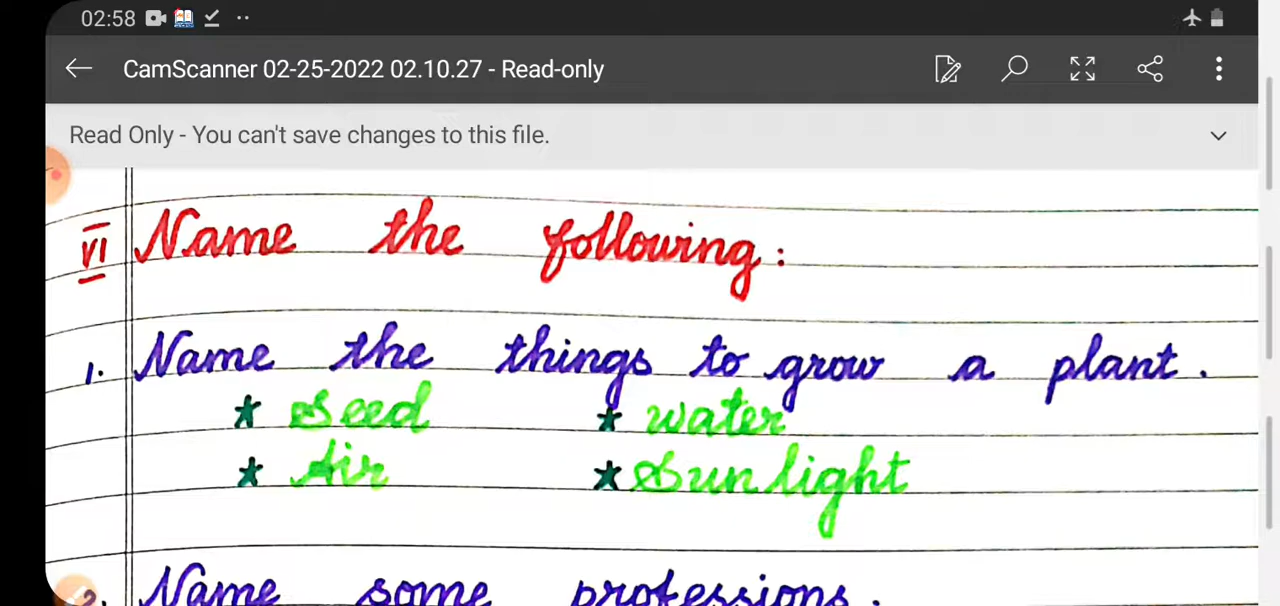 02:58
CamScanner 02-25-2022 02.10.27 - Read-only
Read Only - You can't save changes to this file.
VI Name the following:
1. Name the things to grow a plant.
★ Seed ★ water
★ Air ★ Sunlight
2. Name some professions.